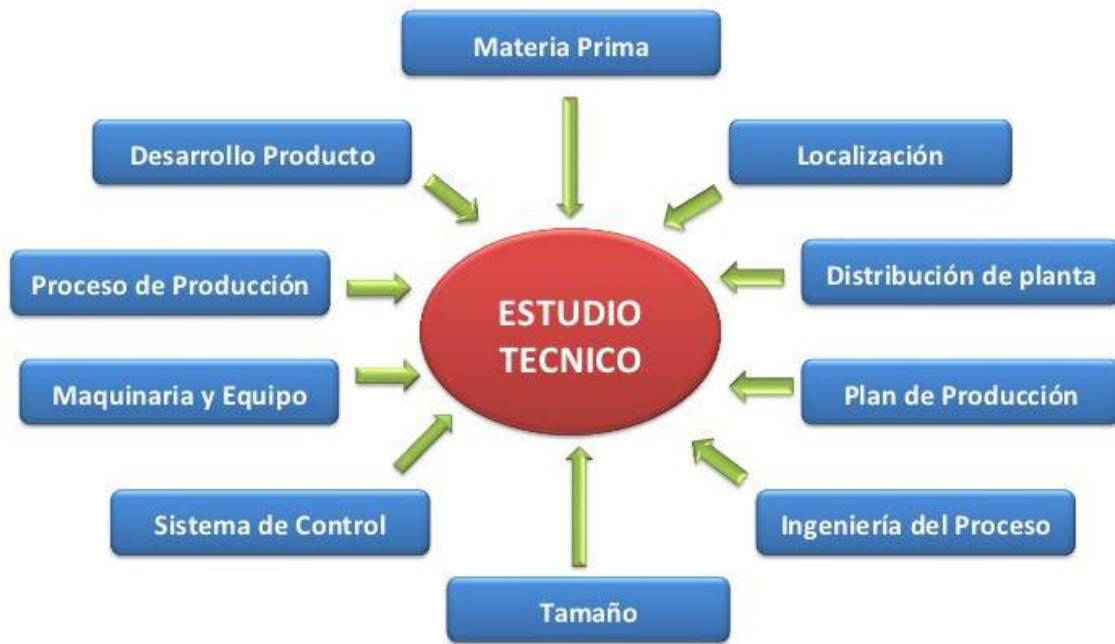 Materia Prima
Desarrollo Producto
Localización
Proceso de Producción
Distribución de planta
ESTUDIO
TECNICO
Maquinaria y Equipo
Plan de Producción
Sistema de Control
Ingeniería del Proceso
Tamaño